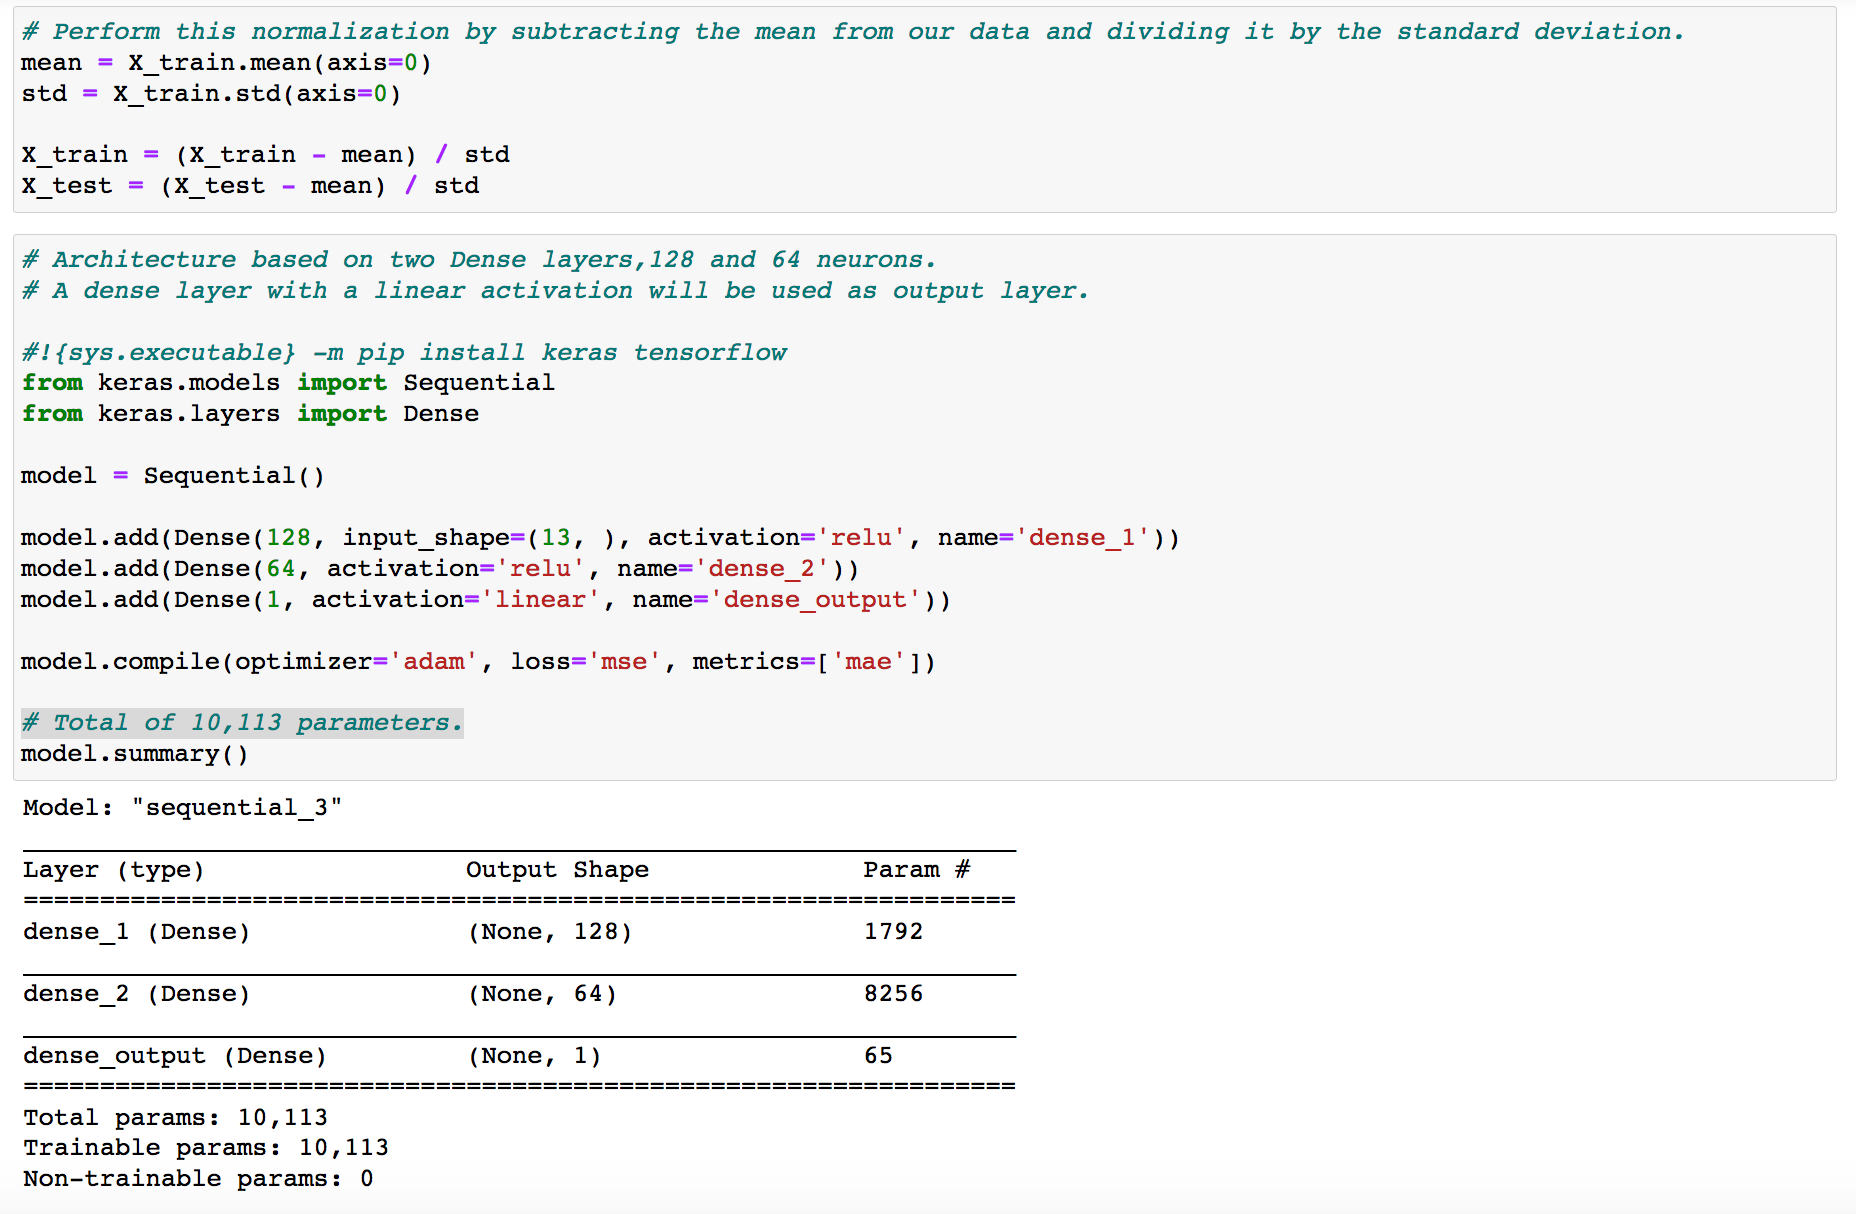 # Perform this normalization by subtracting the mean from our data and dividing it by the standard deviation.
mean = X_train.mean(axis=0)
std = X_train.std(axis=0)
X_train = (X_train - mean) / std
X_test = (X_test - mean) / std
# Architecture based on two Dense layers,128 and 64 neurons.
# A dense layer with a linear activation will be used as output layer.
#!{sys.executable} -m pip install keras tensorflow
from keras.models import Sequential
from keras.layers import Dense
model = Sequential()
model.add(Dense(128, input_shape=(13, ), activation='relu', name='dense_1'))
model.add(Dense(64, activation='relu', name='dense_2'))
model.add(Dense(1, activation='linear', name='dense_output'))
model.compile(optimizer='adam', loss='mse', metrics=['mae'])
# Total of 10,113 parameters.
model.summary()
Model: "sequential_3"
_________________________________________________________________
Layer (type)                 Output Shape              Param #
=================================================================
dense_1 (Dense)              (None, 128)               1792
_________________________________________________________________
dense_2 (Dense)              (None, 64)                8256
_________________________________________________________________
dense_output (Dense)         (None, 1)                 65
=================================================================
Total params: 10,113
Trainable params: 10,113
Non-trainable params: 0